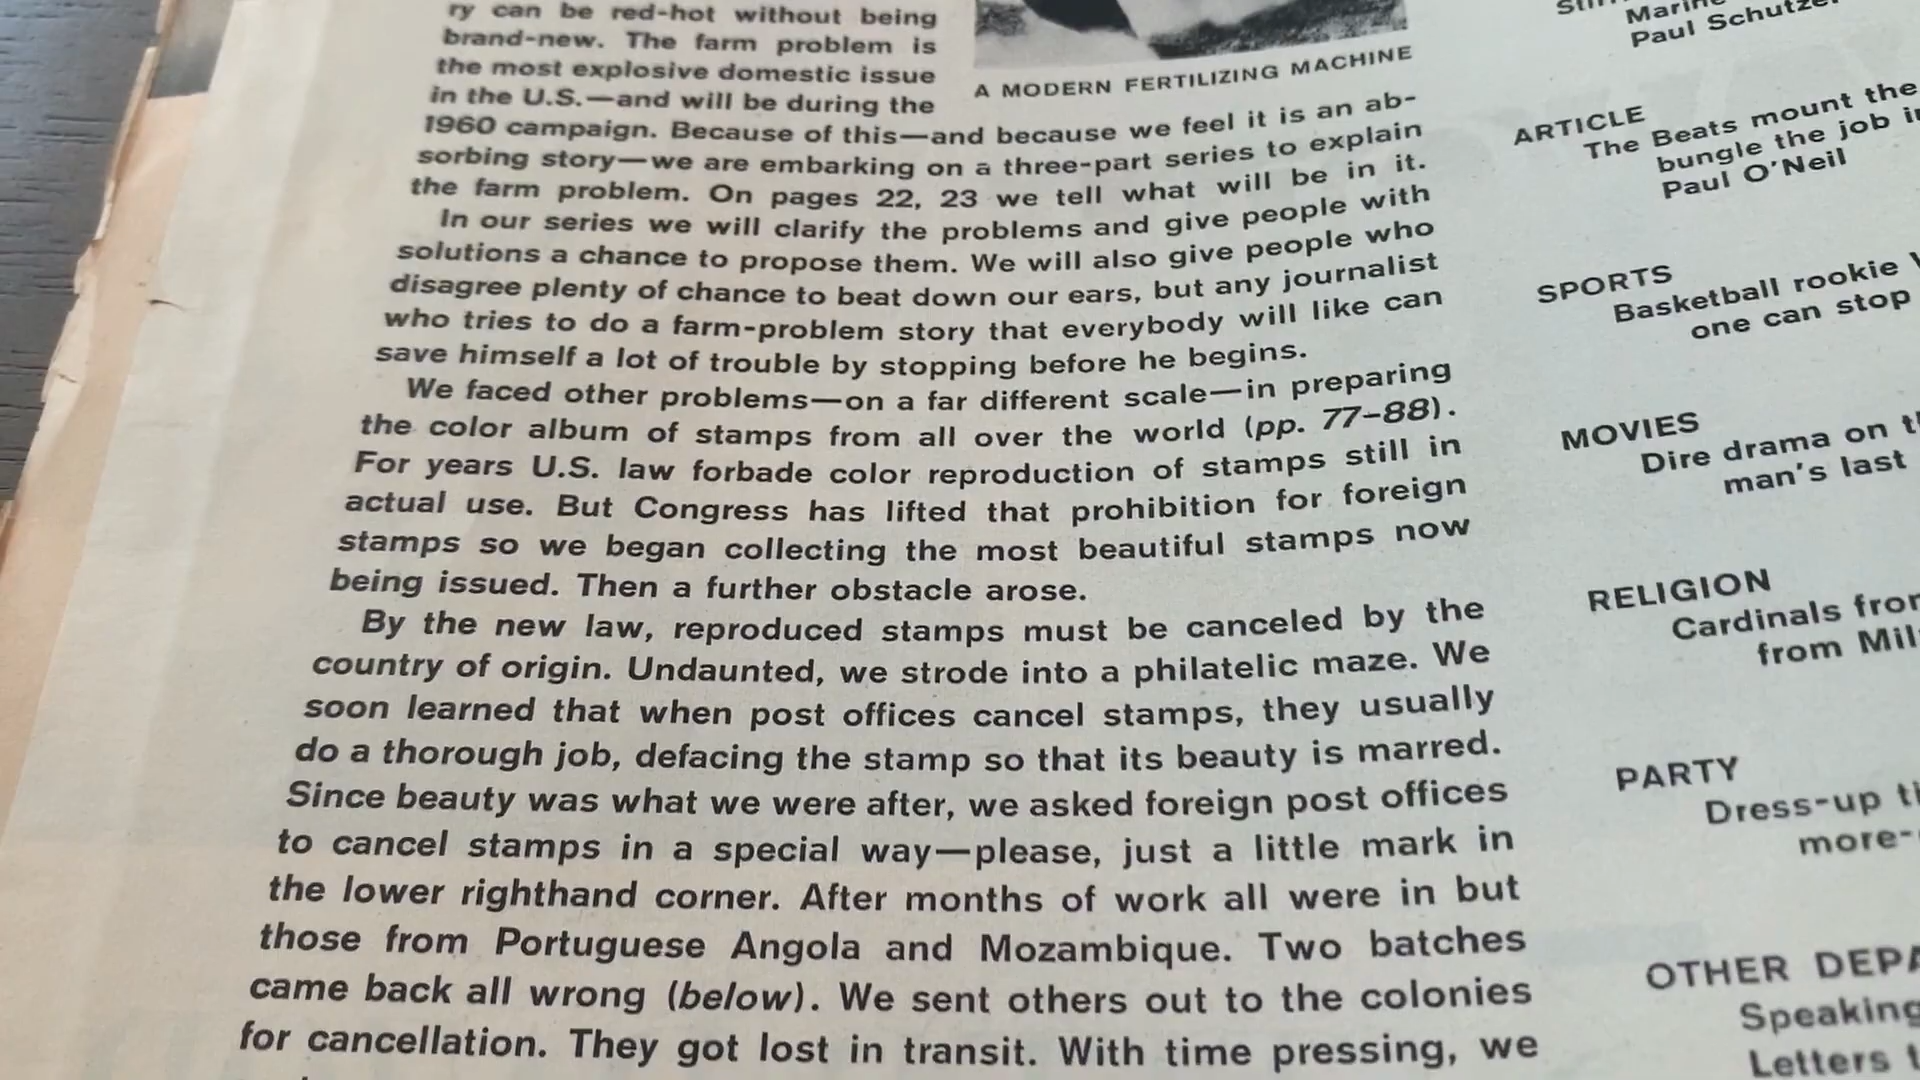 ry can be red-hot without being
brand-new. The farm problem is
the most explosive domestic issue
in the U.S.—and will be during the
1960 campaign. Because of this—and because we feel it is an ab-
sorbing story—we are embarking on a three-part series to explain
the farm problem. On pages 22, 23 we tell what will be in it.
In our series we will clarify the problems and give people with
solutions a chance to propose them. We will also give people who
disagree plenty of chance to beat down our ears, but any journalist
who tries to do a farm-problem story that everybody will like can
save himself a lot of trouble by stopping before he begins.
We faced other problems—on a far different scale—in preparing
the color album of stamps from all over the world (pp. 77–88).
For years U.S. law forbade color reproduction of stamps still in
actual use. But Congress has lifted that prohibition for foreign
stamps so we began collecting the most beautiful stamps now
being issued. Then a further obstacle arose.
By the new law, reproduced stamps must be canceled by the
country of origin. Undaunted, we strode into a philatelic maze. We
soon learned that when post offices cancel stamps, they usually
do a thorough job, defacing the stamp so that its beauty is marred.
Since beauty was what we were after, we asked foreign post offices
to cancel stamps in a special way—please, just a little mark in
the lower righthand corner. After months of work all were in but
those from Portuguese Angola and Mozambique. Two batches
came back all wrong (below). We sent others out to the colonies
for cancellation. They got lost in transit. With time pressing, we
A MODERN FERTILIZING MACHINE
Paul Schutzer
ARTICLE
The Beats mount the
bungle the job
Paul O'Neil
SPORTS
Basketball rookie
one can stop
MOVIES
Dire drama on
man's last
RELIGION
Cardinals
from
PARTY
Dress-up
OTHER
Speaking
Letters